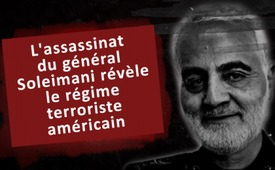 L'assassinat
du général
Soleimani révèle
le régime
terroriste
américain